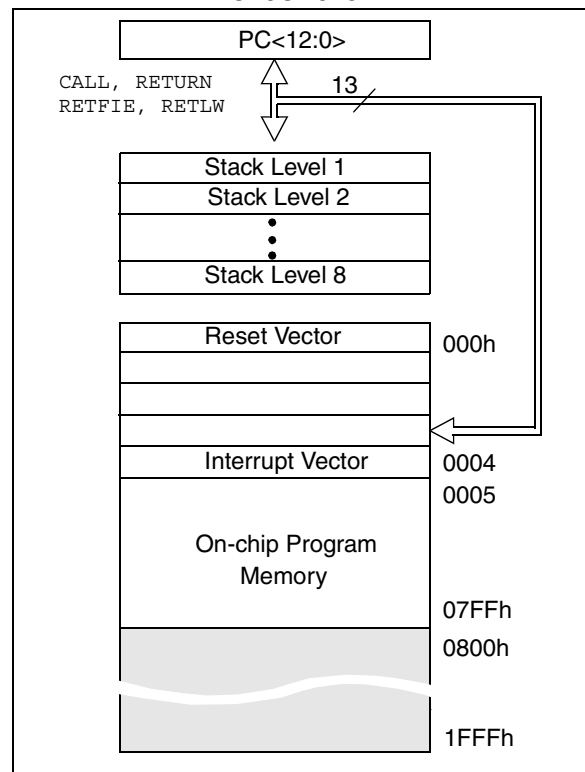 PC<12:0>
CALL, RETURN
RETFIE, RETLW
13
Stack Level 1
Stack Level 2
Stack Level 8
Reset Vector
000h
Interrupt Vector
0004
0005
On-chip Program
Memory
07FFh
0800h
1FFFh